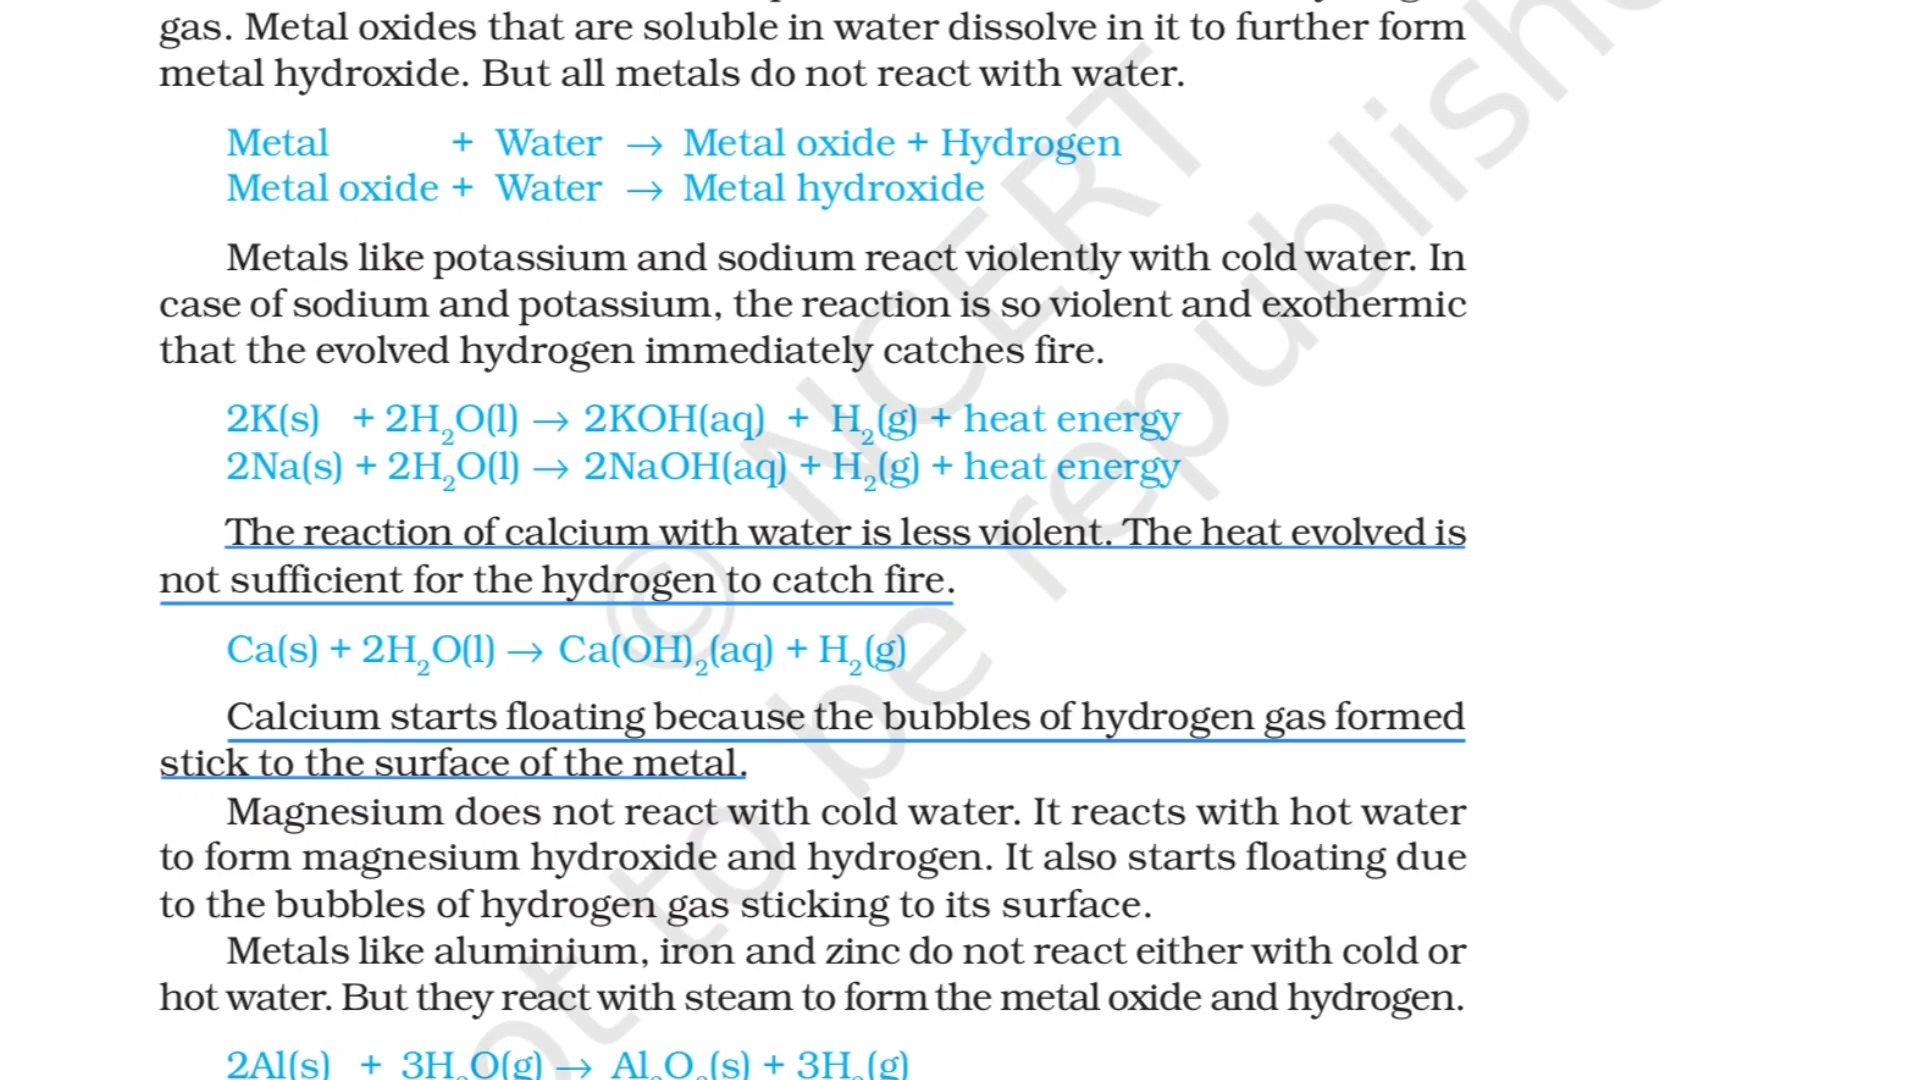 gas. Metal oxides that are soluble in water dissolve in it to further form
metal hydroxide. But all metals do not react with water.
Metal + Water → Metal oxide + Hydrogen
Metal oxide + Water → Metal hydroxide
Metals like potassium and sodium react violently with cold water. In
case of sodium and potassium, the reaction is so violent and exothermic
that the evolved hydrogen immediately catches fire.
2K(s) + 2H₂O(l) → 2KOH(aq) + H₂(g) + heat energy
2Na(s) + 2H₂O(l) → 2NaOH(aq) + H₂(g) + heat energy
The reaction of calcium with water is less violent. The heat evolved is
not sufficient for the hydrogen to catch fire.
Ca(s) + 2H₂O(l) → Ca(OH)₂(aq) + H₂(g)
Calcium starts floating because the bubbles of hydrogen gas formed
stick to the surface of the metal.
Magnesium does not react with cold water. It reacts with hot water
to form magnesium hydroxide and hydrogen. It also starts floating due
to the bubbles of hydrogen gas sticking to its surface.
Metals like aluminium, iron and zinc do not react either with cold or
hot water. But they react with steam to form the metal oxide and hydrogen.
2Al(s) + 3H₂O(g) → Al₂O₃(s) + 3H₂(g)
© NCERT
to be republish